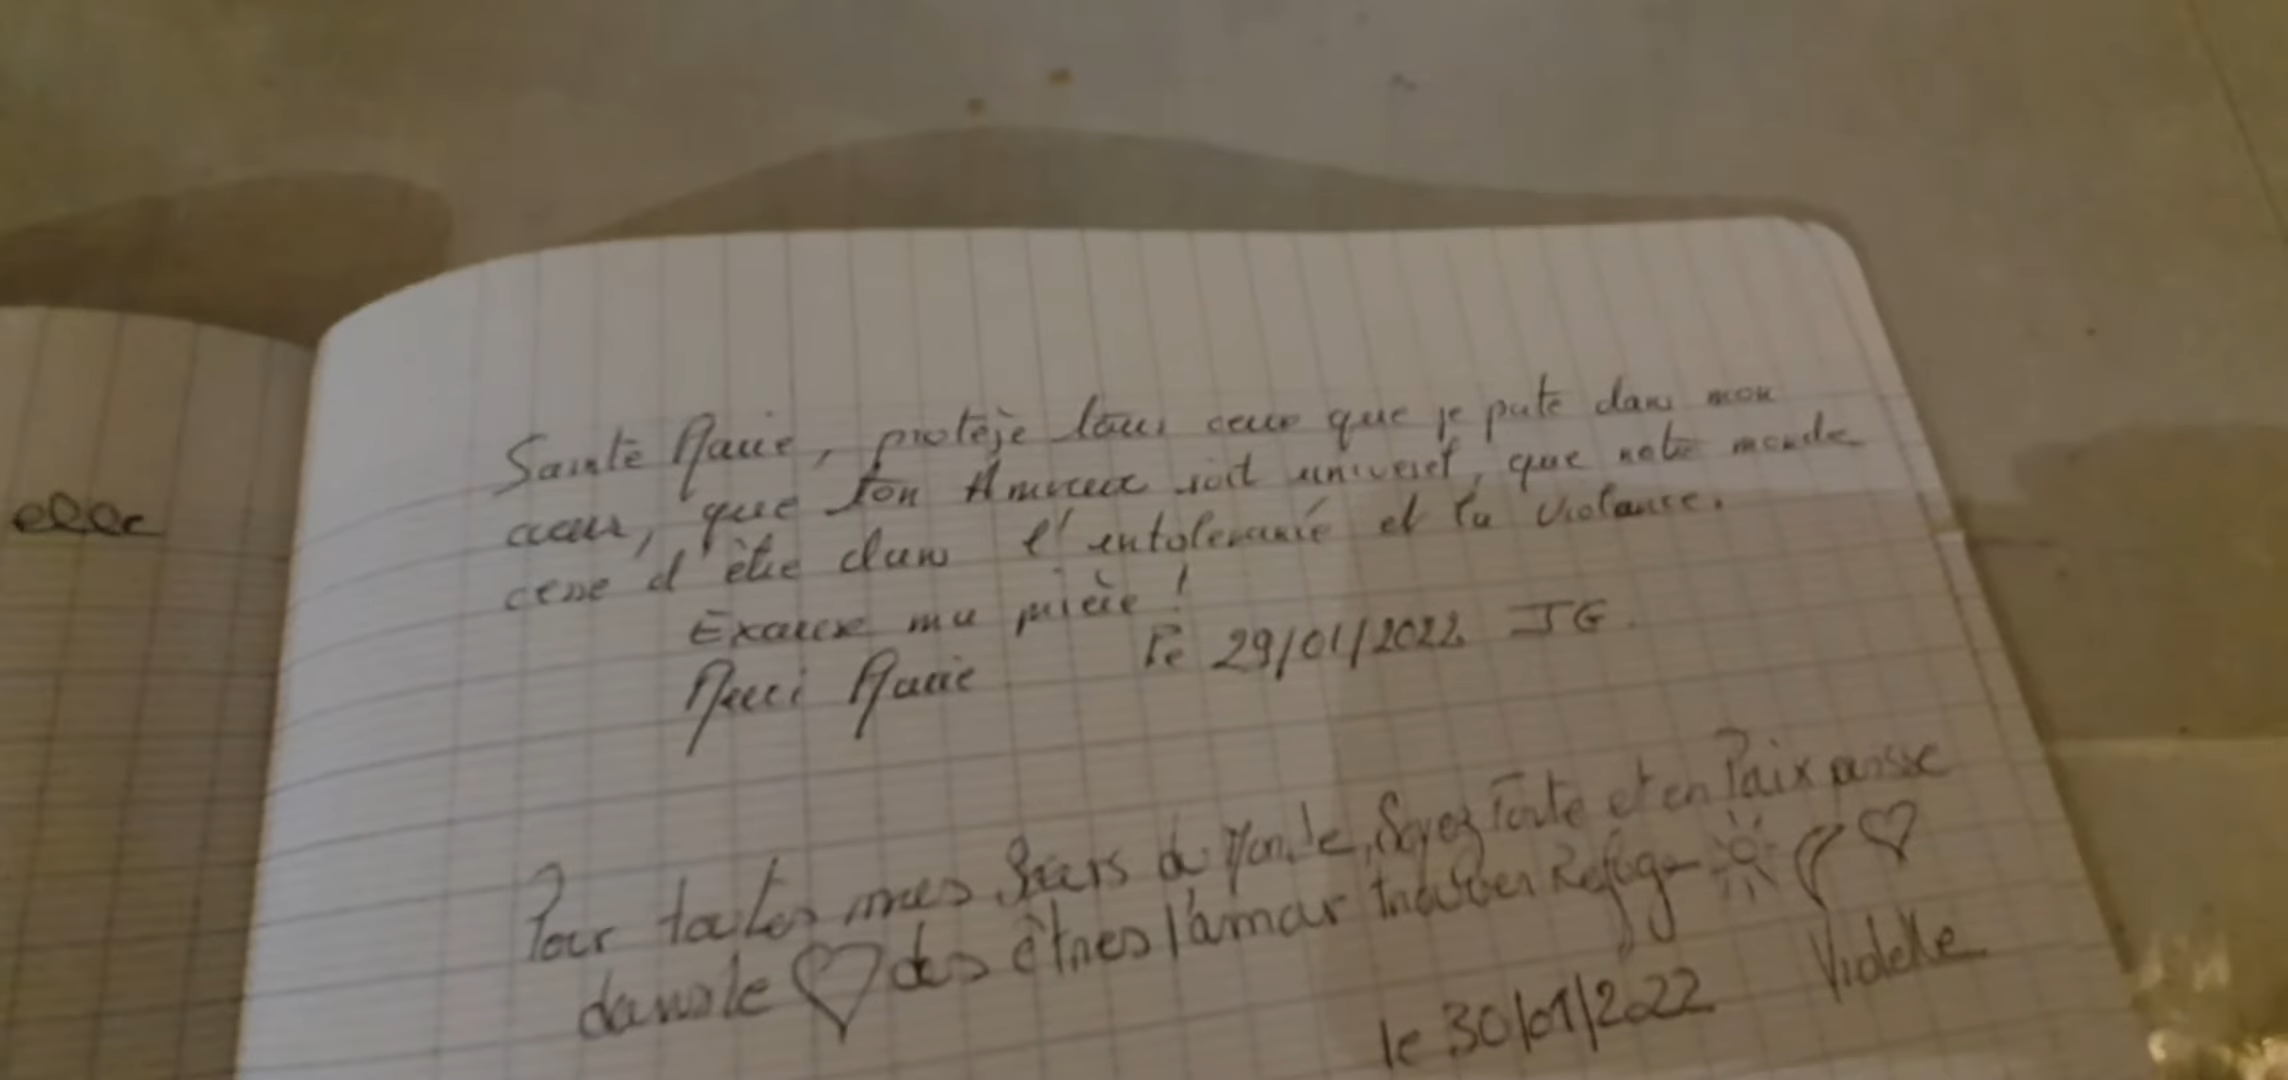 elle
Sainte Marie, protèje tous ceux que je porte dans mon
cœur, que ton Amour soit universel, que notre monde
cesse d'être dans l'intolérance et la violence.
Exauce ma prière !
Merci Marie le 29/01/2022 JG.
Pour toutes mes Sœurs du Monde, Soyez Forte et en Paix puisse
dans le ♡ des êtres l'amour trouver Refuge ♡
le 30/01/2022 Violette